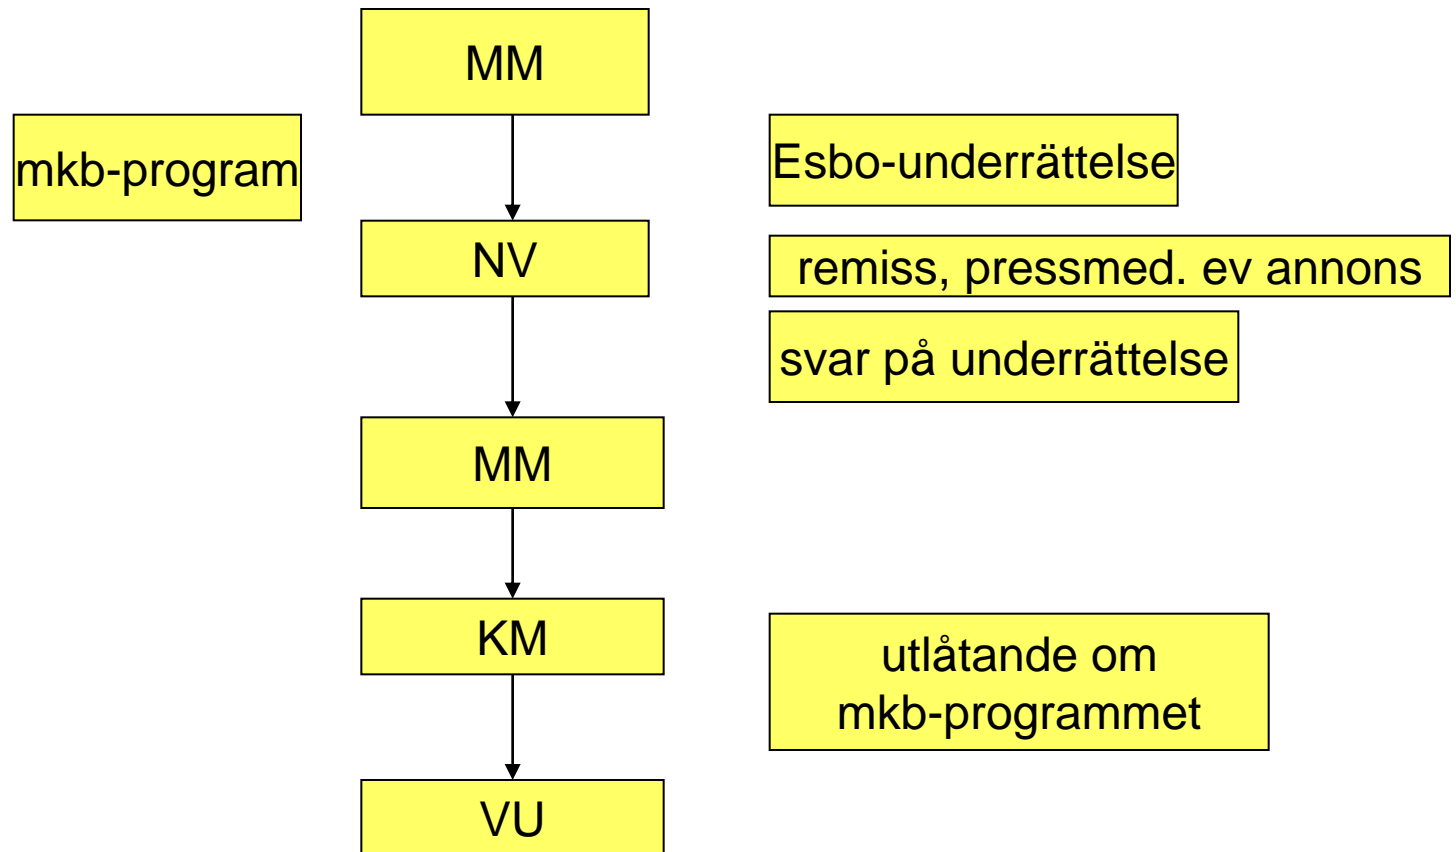 MM
mkb-program
Esbo-underrättelse
NV
remiss, pressmed. ev annons
svar på underrättelse
MM
KM
utlåtande om
mkb-programmet
VU